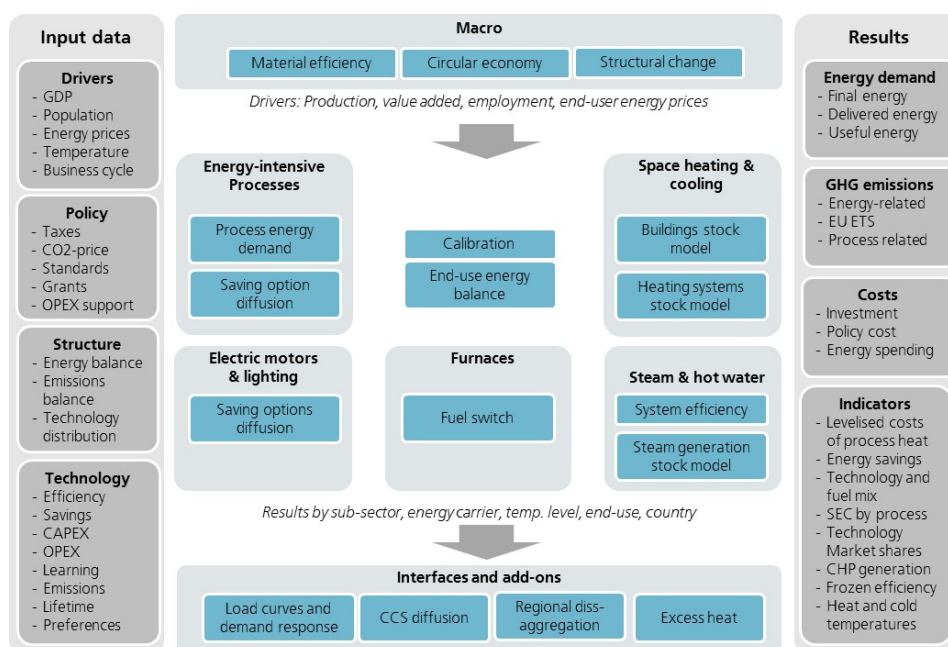 Input data
Drivers
- GDP
- Population
- Energy prices
- Temperature
- Business cycle
Policy
- Taxes
- CO2-price
- Standards
- Grants
- OPEX support
Structure
- Energy balance
- Emissions
balance
- Technology
distribution
Technology
- Efficiency
- Savings
- CAPEX
- OPEX
- Learning
- Emissions
- Lifetime
- Preferences
Macro
Material efficiency
Circular economy
Structural change
Drivers: Production, value added, employment, end-user energy prices
Energy-intensive
Processes
Process energy
demand
Saving option
diffusion
Calibration
End-use energy
balance
Space heating &
cooling
Buildings stock
model
Heating systems
stock model
Electric motors
& lighting
Saving options
diffusion
Furnaces
Fuel switch
Steam & hot water
System efficiency
Steam generation
stock model
Results by sub-sector, energy carrier, temp. level, end-use, country
Interfaces and add-ons
Load curves and
demand response
CCS diffusion
Regional diss-
aggregation
Excess heat
Results
Energy demand
- Final energy
- Delivered energy
- Useful energy
GHG emissions
- Energy-related
- EU ETS
- Process related
Costs
- Investment
- Policy cost
- Energy spending
Indicators
- Levelised costs
of process heat
- Energy savings
- Technology and
fuel mix
- SEC by process
- Technology
Market shares
- CHP generation
- Frozen efficiency
- Heat and cold
temperatures